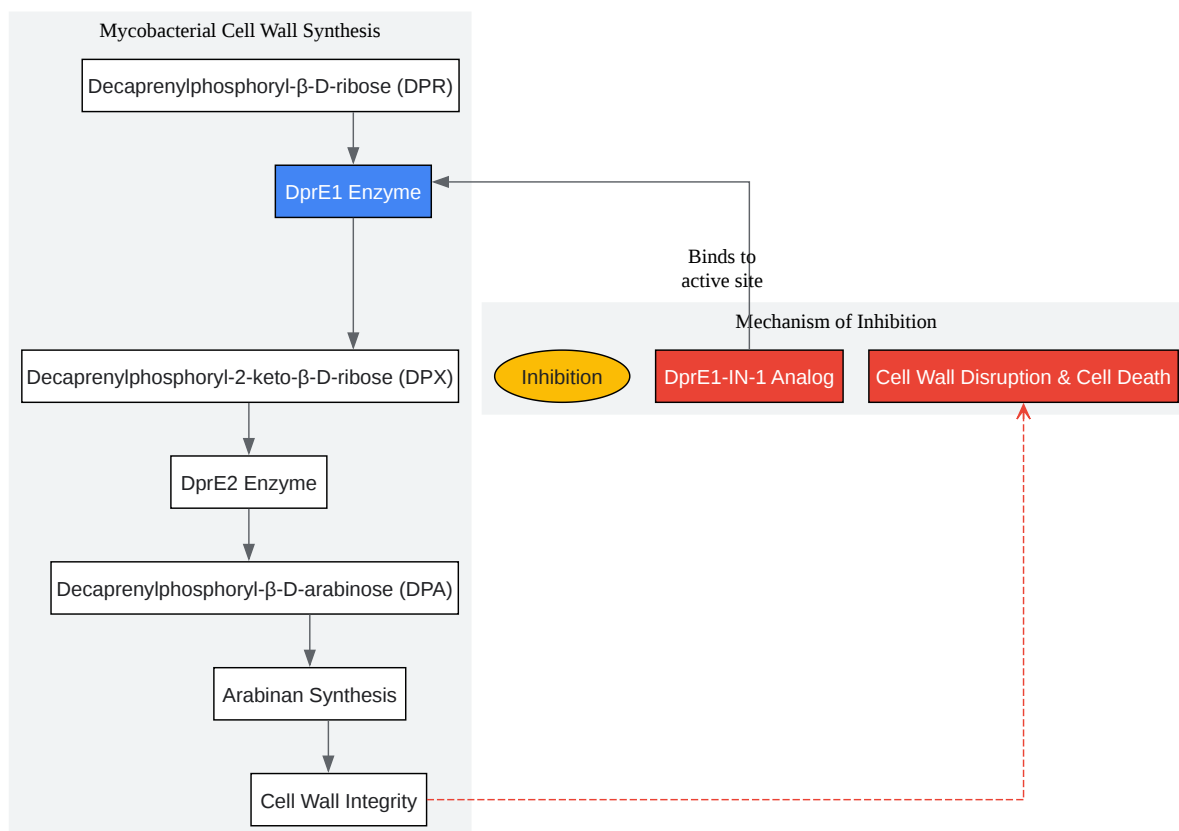 Mycobacterial Cell Wall Synthesis
Decaprenylphosphoryl-β-D-ribose (DPR)
DprE1 Enzyme
Binds to
active site
Mechanism of Inhibition
Decaprenylphosphoryl-2-keto-β-D-ribose (DPX)
Inhibition
DprE1-IN-1 Analog
Cell Wall Disruption & Cell Death
DprE2 Enzyme
Decaprenylphosphoryl-β-D-arabinose (DPA)
Arabinan Synthesis
Cell Wall Integrity